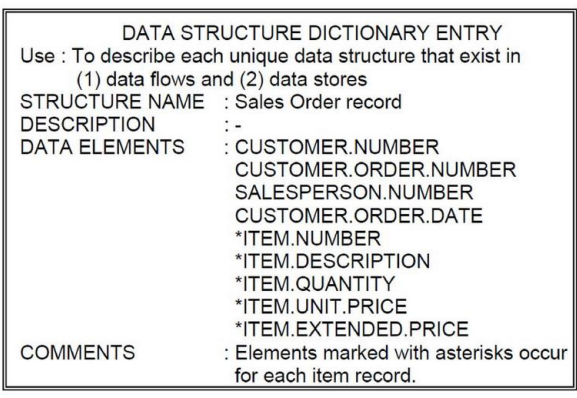 DATA STRUCTURE DICTIONARY ENTRY
Use : To describe each unique data structure that exist in
(1) data flows and (2) data stores
STRUCTURE NAME : Sales Order record
DESCRIPTION : -
DATA ELEMENTS : CUSTOMER.NUMBER
CUSTOMER.ORDER.NUMBER
SALESPERSON.NUMBER
CUSTOMER.ORDER.DATE
*ITEM.NUMBER
*ITEM.DESCRIPTION
*ITEM.QUANTITY
*ITEM.UNIT.PRICE
*ITEM.EXTENDED.PRICE
COMMENTS : Elements marked with asterisks occur
for each item record.